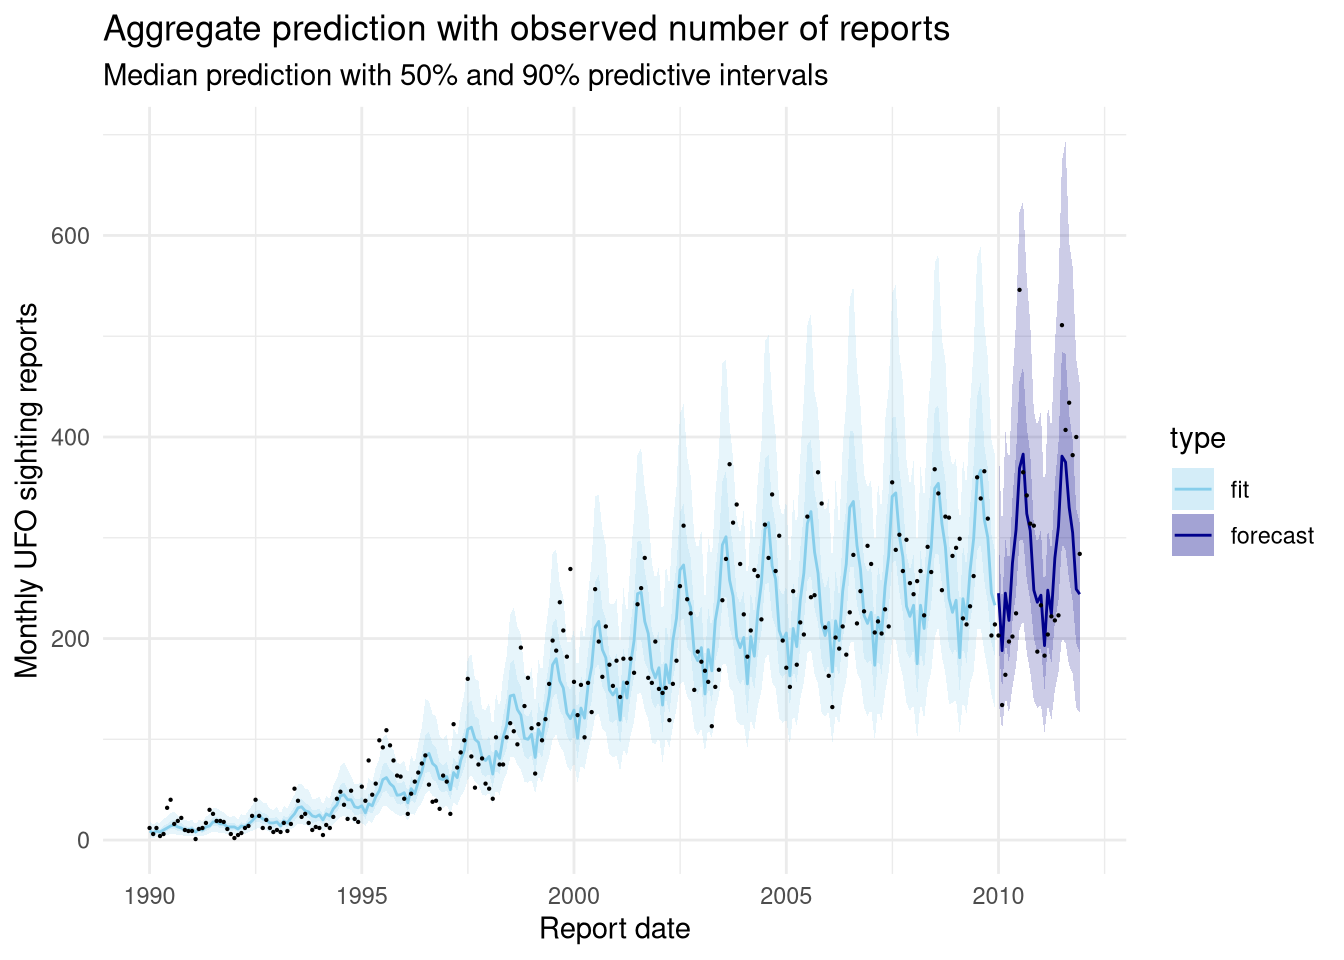 Aggregate prediction with observed number of reports
Median prediction with 50% and 90% predictive intervals
Monthly UFO sighting reports
600
400
200
0
1990
1995
2000
2005
2010
Report date
type
fit
forecast